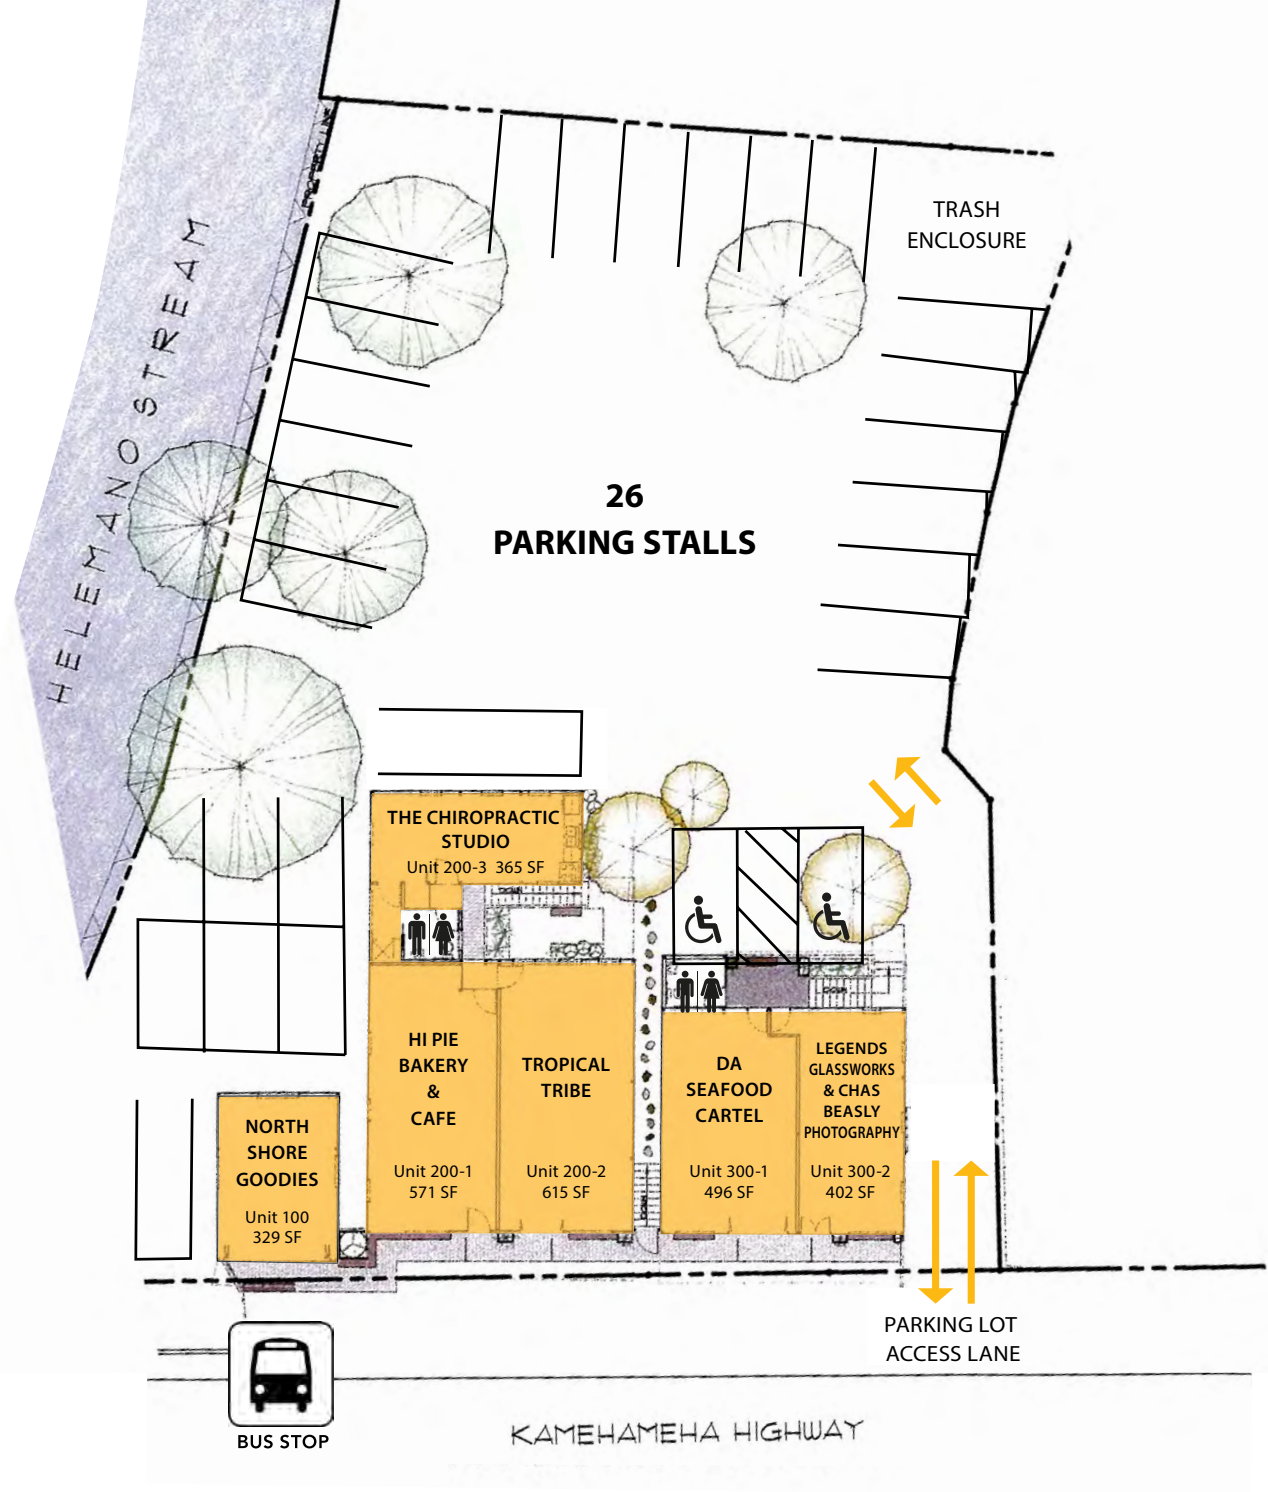 PROPERTY LINE
TRASH
ENCLOSURE
HELEMANO STREAM
26
PARKING STALLS
THE CHIROPRACTIC
STUDIO
Unit 200-3 365 SF
HI PIE
BAKERY
&
CAFE
Unit 200-1
571 SF
TROPICAL
TRIBE
Unit 200-2
615 SF
DA
SEAFOOD
CARTEL
Unit 300-1
496 SF
LEGENDS
GLASSWORKS
& CHAS
BEASLY
PHOTOGRAPHY
Unit 300-2
402 SF
NORTH
SHORE
GOODIES
Unit 100
329 SF
PARKING LOT
ACCESS LANE
BUS STOP
KAMEHAMEHA HIGHWAY